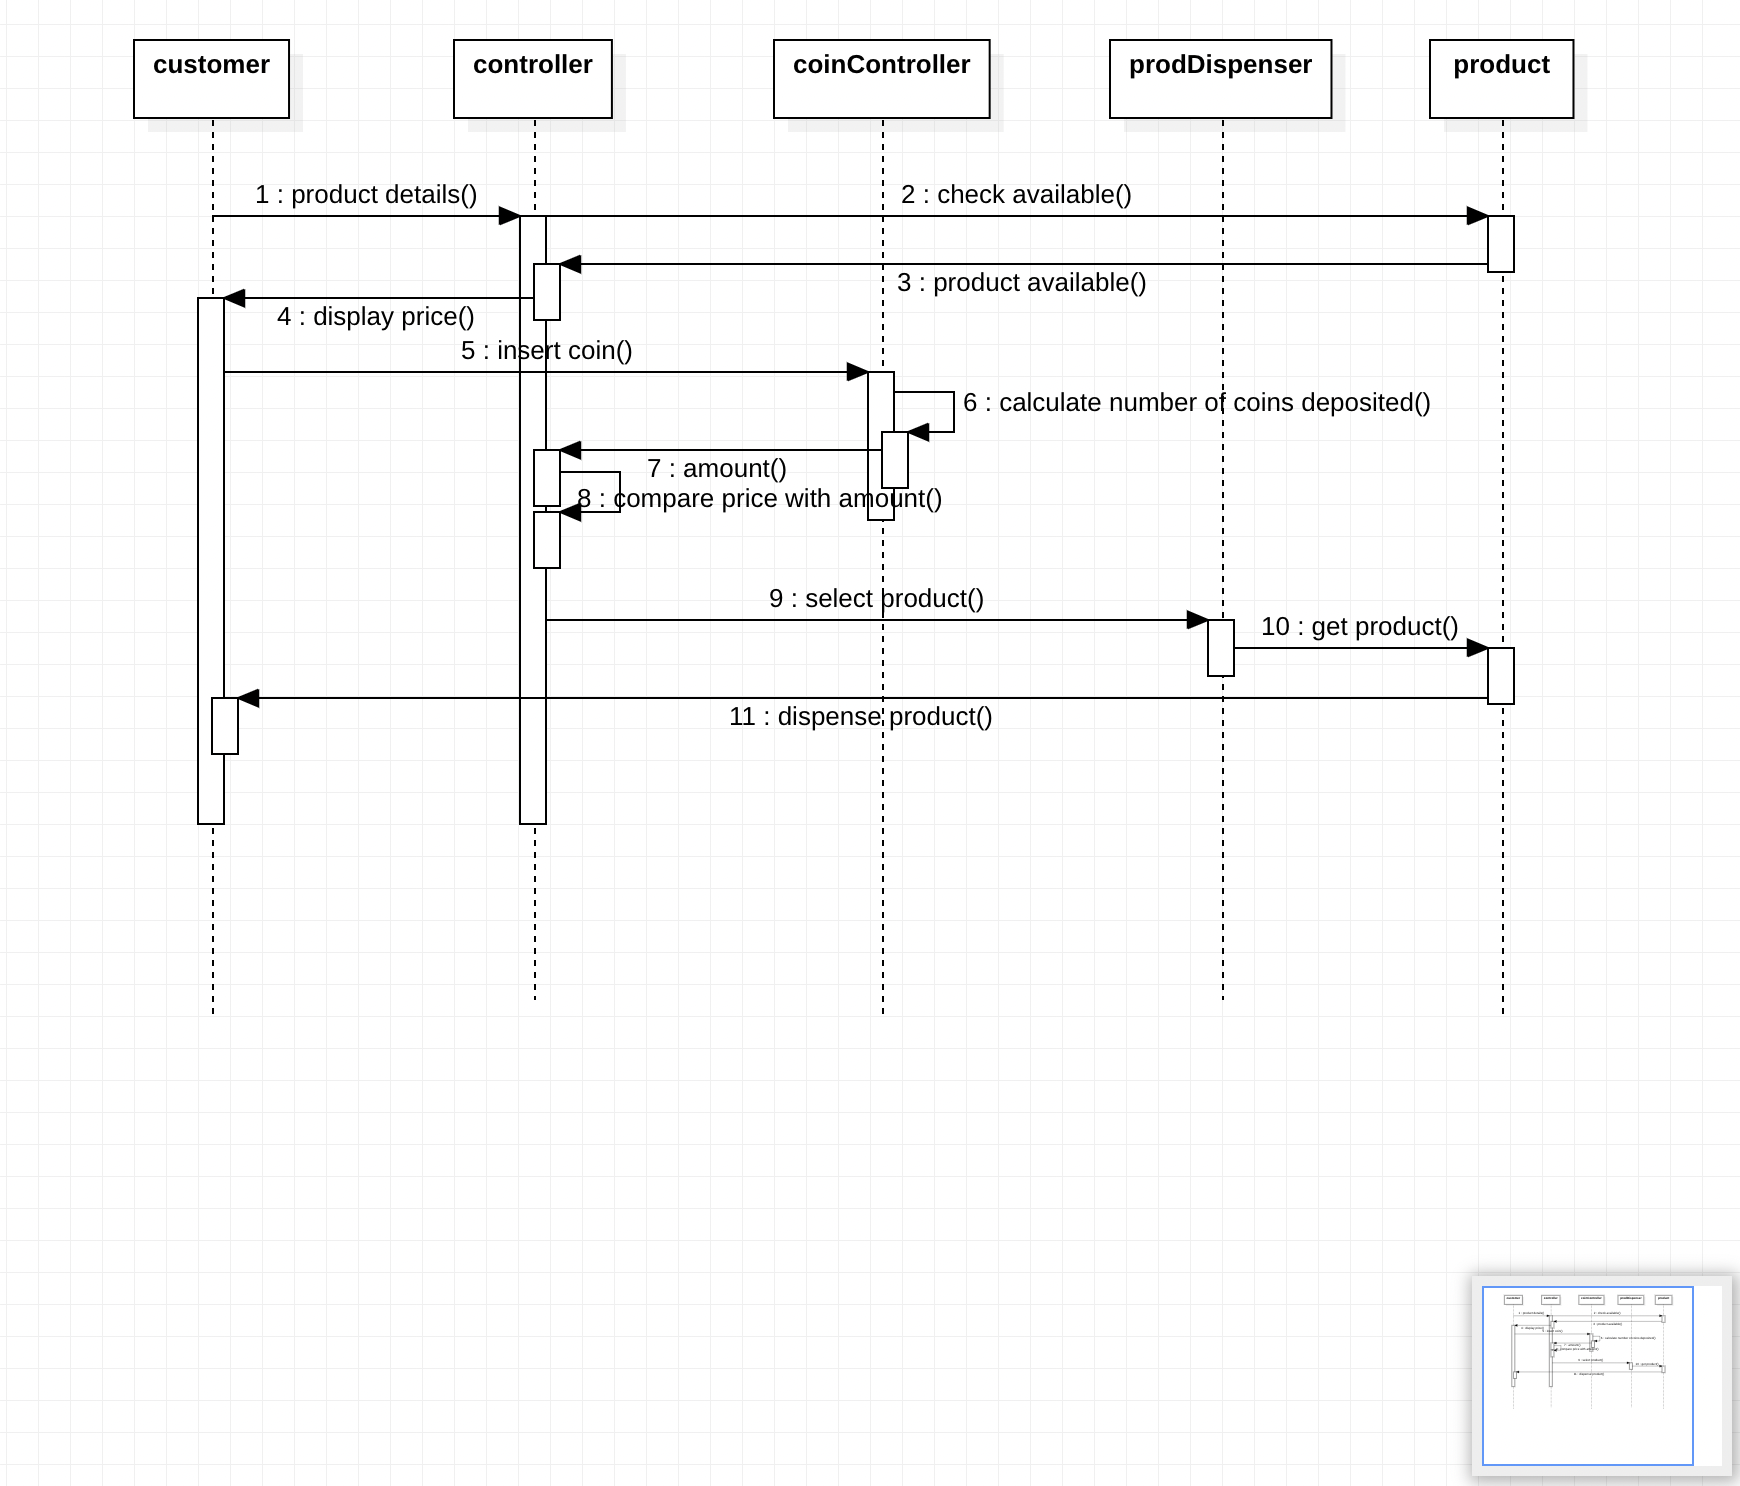 customer
controller
coinController
prodDispenser
product
1 : product details()
2 : check available()
3 : product available()
4 : display price()
5 : insert coin()
6 : calculate number of coins deposited()
7 : amount()
8 : compare price with amount()
9 : select product()
10 : get product()
11 : dispense product()